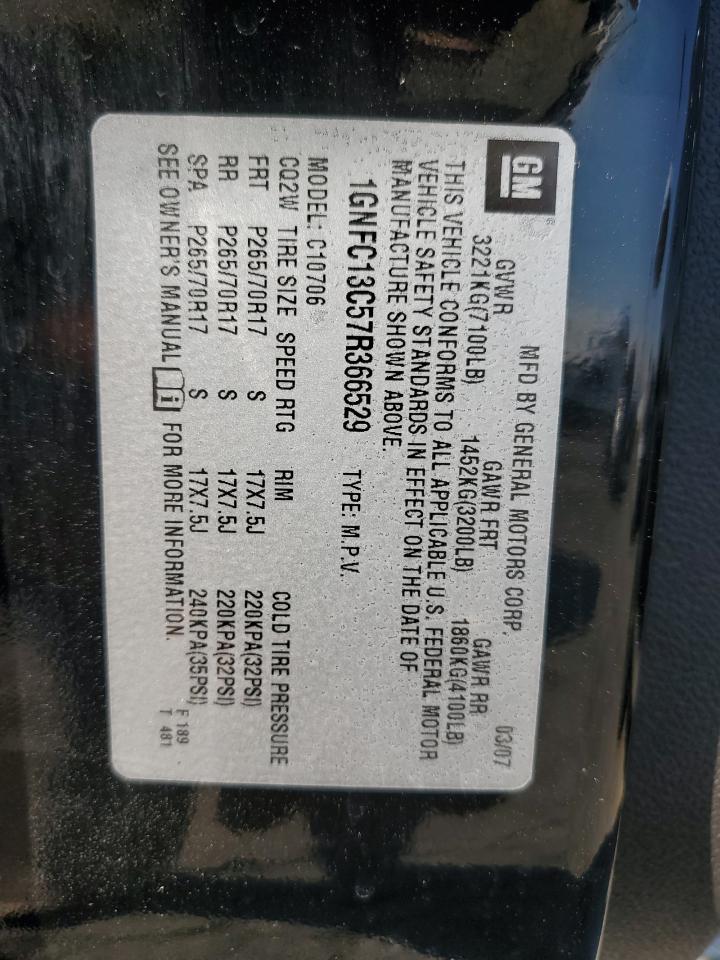 GM ®
MFD BY GENERAL MOTORS CORP 03/07
GVWR GAWR FRT GAWR RR
3221KG(7100LB) 1452KG(3200LB) 1860KG(4100LB)
THIS VEHICLE CONFORMS TO ALL APPLICABLE U.S. FEDERAL MOTOR
VEHICLE SAFETY STANDARDS IN EFFECT ON THE DATE OF
MANUFACTURE SHOWN ABOVE.
1GNFC13C57R366529 TYPE: M.P.V.
MODEL: C10706
CQ2W TIRE SIZE SPEED RTG RIM COLD TIRE PRESSURE
FRT P265/70R17 S 17X7.5J 220KPA(32PSI)
RR P265/70R17 S 17X7.5J 220KPA(32PSI)
SPA P265/70R17 S 17X7.5J 240KPA(35PSI)
SEE OWNER'S MANUAL i FOR MORE INFORMATION.
F 189
T 481